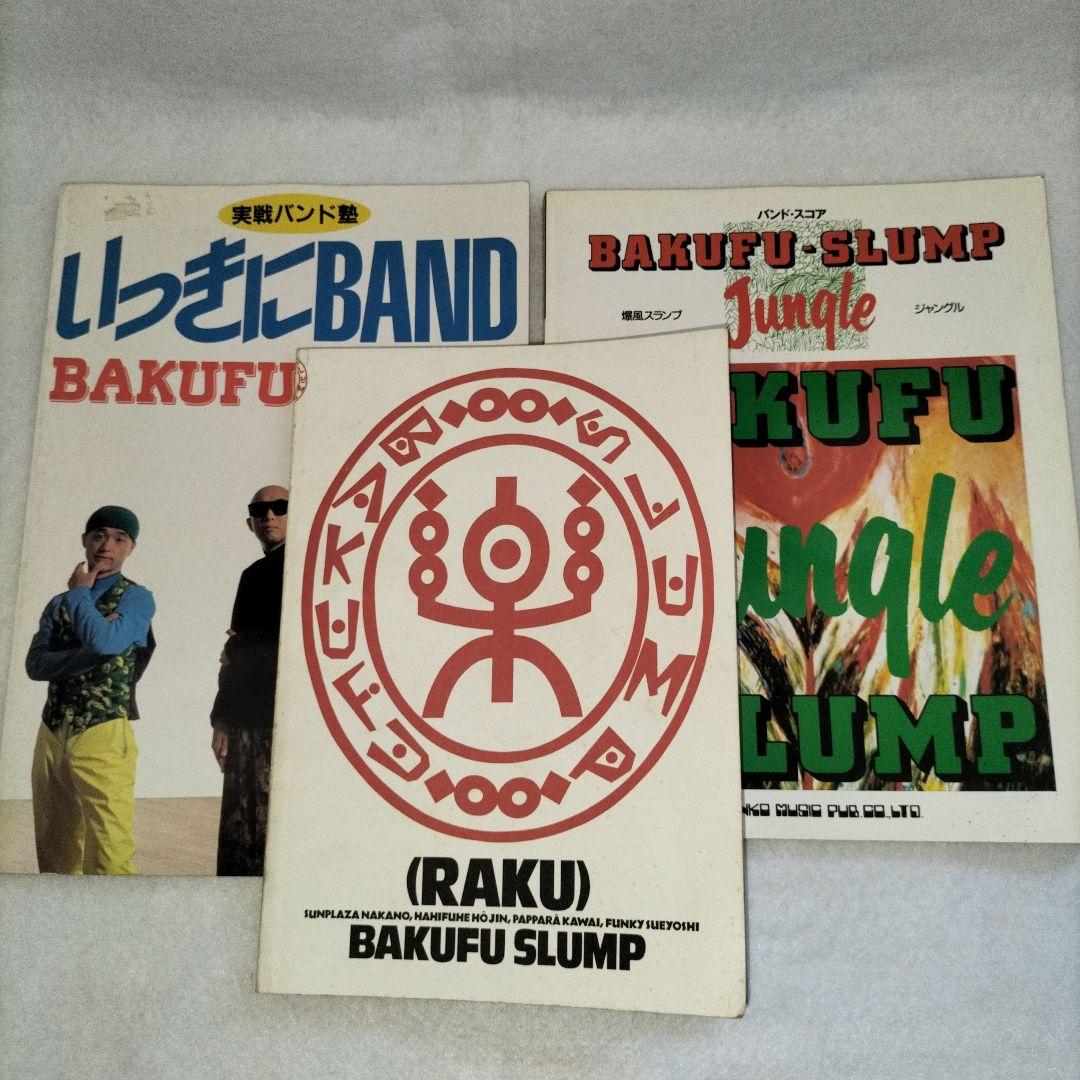 実戦バンド塾
いっきにBAND
BAKUFU
バンド・スコア
BAKUFU-SLUMP
Jungle
爆風スランプ
ジャングル
KUFU
ungle
LUMP
MUSIC PUB.CO.,LTD.
BAKUFU
SLUMP
(RAKU)
SUNPLAZA NAKANO, HAHIFUHE HÔJIN, PAPPARÂ KAWAI, FUNKY SUEYOSHI
BAKUFU SLUMP